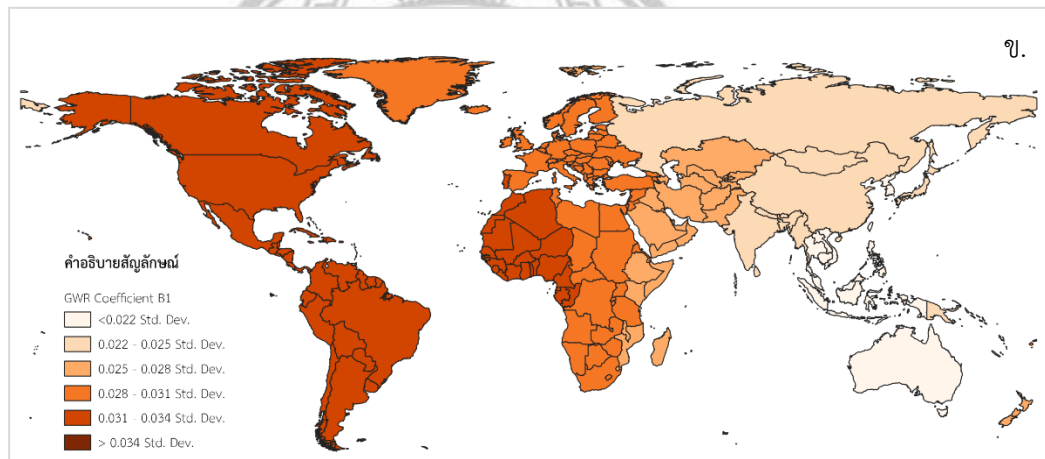 ข.
คำอธิบายสัญลักษณ์
GWR Coefficient B1
<0.022 Std. Dev.
0.022 - 0.025 Std. Dev.
0.025 - 0.028 Std. Dev.
0.028 - 0.031 Std. Dev.
0.031 - 0.034 Std. Dev.
> 0.034 Std. Dev.